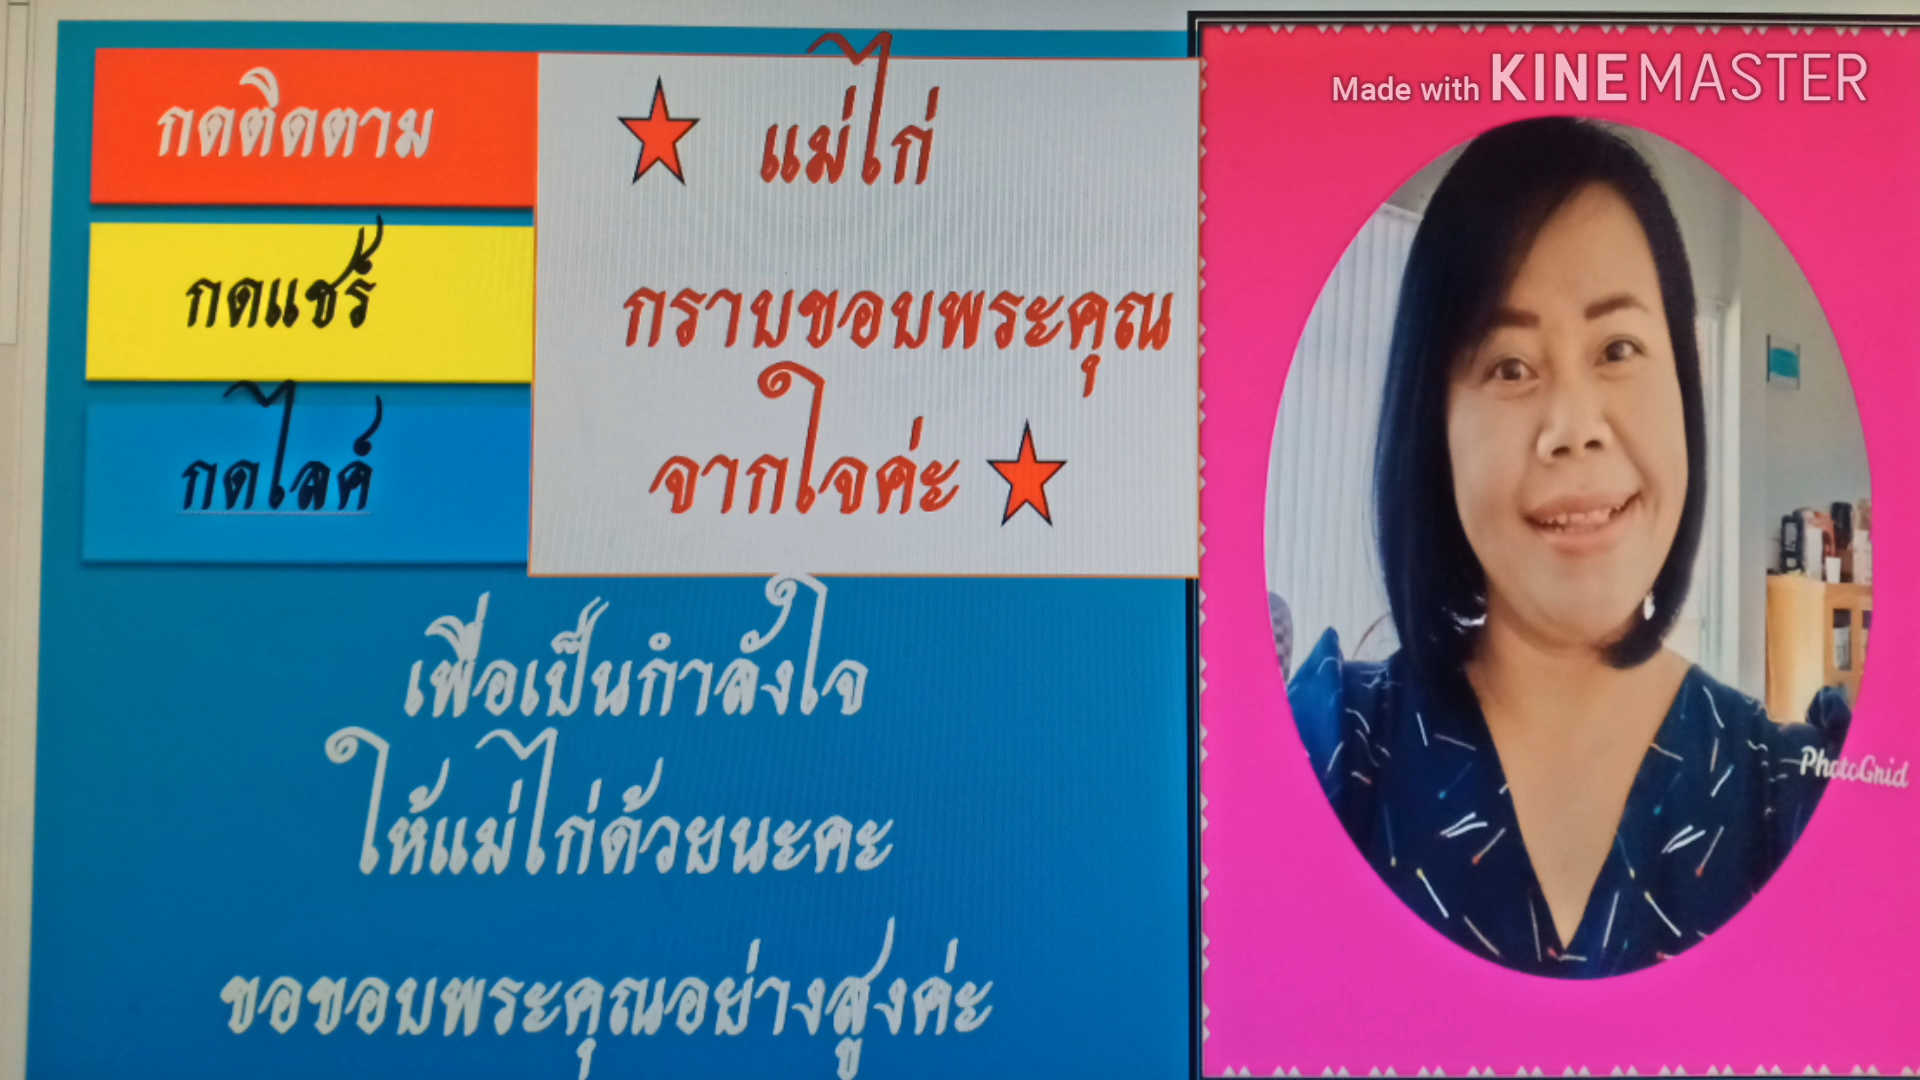 กดติดตาม
กดแชร์
กดไลค์
แม่ไก่
กราบขอบพระคุณ
จากใจค่ะ
เพื่อเป็นกำลังใจ
ให้แม่ไก่ด้วยนะคะ
ขอขอบพระคุณอย่างสูงค่ะ
Made with KINEMASTER
PhotoGrid